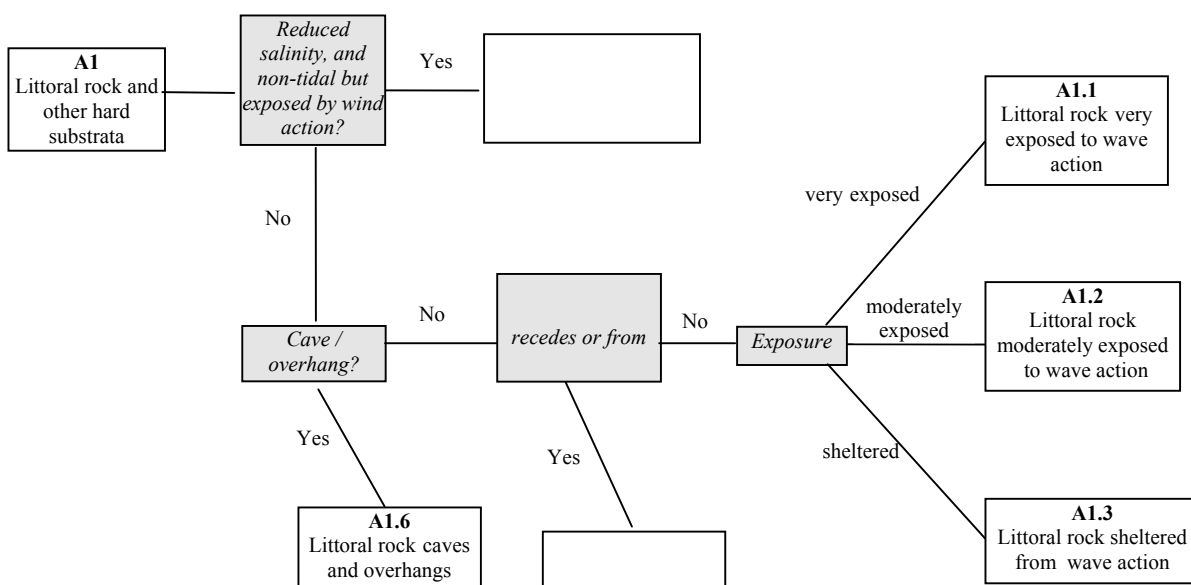 A1
Littoral rock and
other hard
substrata
Reduced
salinity, and
non-tidal but
exposed by wind
action?
Yes
No
A1.1
Littoral rock very
exposed to wave
action
very exposed
Cave /
overhang?
No
recedes or from
No
Exposure
moderately
exposed
A1.2
Littoral rock
moderately exposed
to wave action
Yes
Yes
sheltered
A1.6
Littoral rock caves
and overhangs
A1.3
Littoral rock sheltered
from wave action